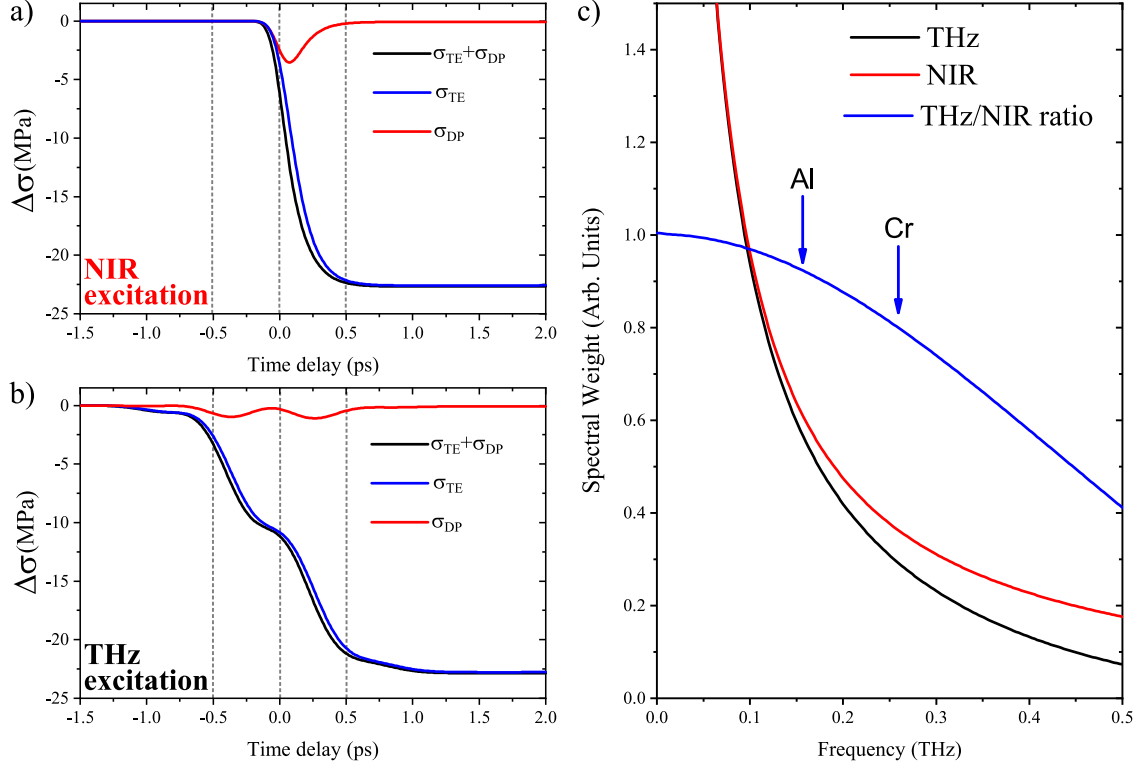 a)
0
-5
-10
-15
-20
-25
Δσ(MPa)
σTE+σDP
σTE
σDP
NIR
excitation
-1.5 -1.0 -0.5 0.0 0.5 1.0 1.5 2.0
Time delay (ps)
b)
0
-5
-10
-15
-20
-25
Δσ(MPa)
σTE+σDP
σTE
σDP
THz
excitation
-1.5 -1.0 -0.5 0.0 0.5 1.0 1.5 2.0
Time delay (ps)
c)
1.4
1.2
1.0
0.8
0.6
0.4
0.2
0.0
Spectral Weight (Arb. Units)
THz
NIR
THz/NIR ratio
Al
Cr
0.0 0.1 0.2 0.3 0.4 0.5
Frequency (THz)